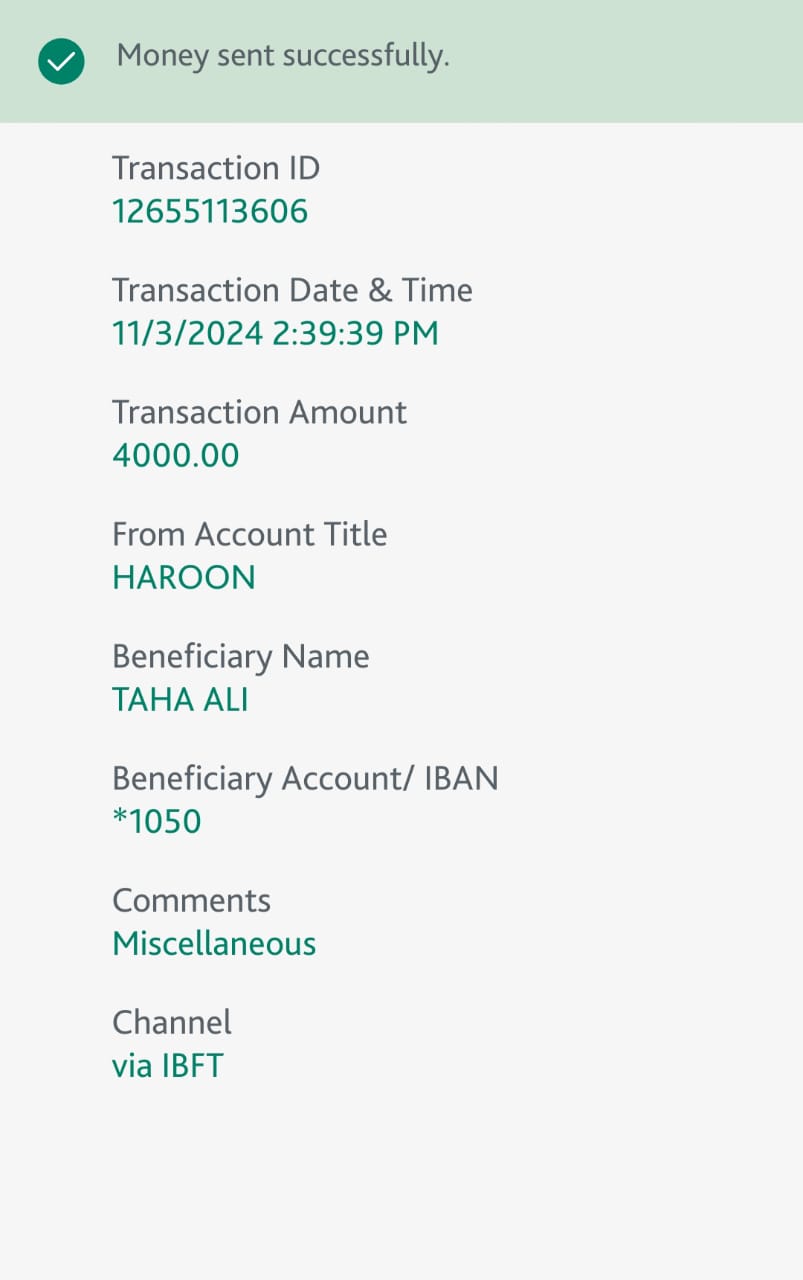 Money sent successfully.
Transaction ID
12655113606
Transaction Date & Time
11/3/2024 2:39:39 PM
Transaction Amount
4000.00
From Account Title
HAROON
Beneficiary Name
TAHA ALI
Beneficiary Account/ IBAN
*1050
Comments
Miscellaneous
Channel
via IBFT